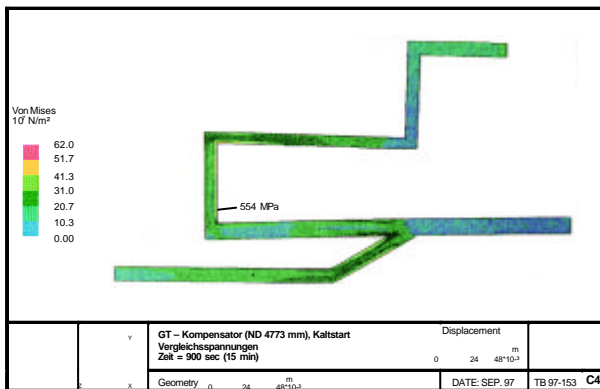 Von Mises
10⁷ N/m²
62.0
51.7
41.3
31.0
20.7
10.3
0.00
554 MPa
Y
Z X
GT – Kompensator (ND 4773 mm), Kaltstart
Vergleichsspannungen
Zeit = 900 sec (15 min)
Displacement
m
0 24 48*10-³
Geometry 0 24 48*10-³
m
DATE: SEP. 97
TB 97-153 C4